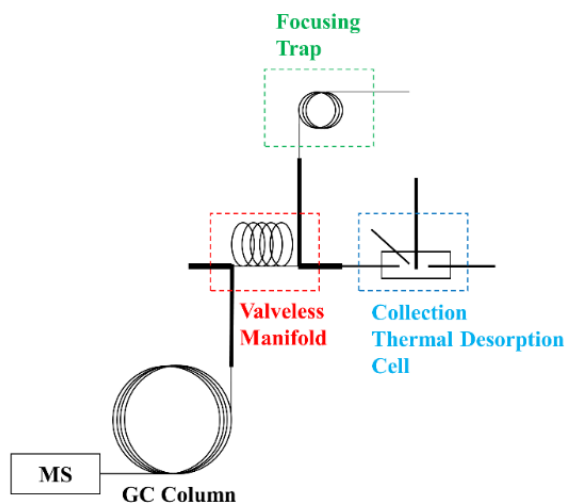 Focusing
Trap
Valveless
Manifold
Collection
Thermal Desorption
Cell
MS
GC Column